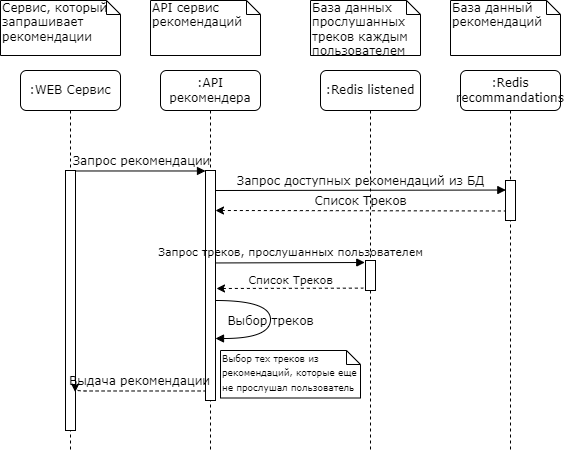 Сервис, который
запрашивает
рекомендации
API сервис
рекомендаций
База данных
прослушанных
треков каждым
пользователем
База данный
рекомендаций
:WEB Сервис
:API
рекомендера
:Redis listened
:Redis
recommandations
Запрос рекомендации
Запрос доступных рекомендаций из БД
Список Треков
Запрос треков, прослушанных пользователем
Список Треков
Выбор треков
Выбор тех треков из
рекомендаций, которые еще
не прослушал пользователь
Выдача рекомендации